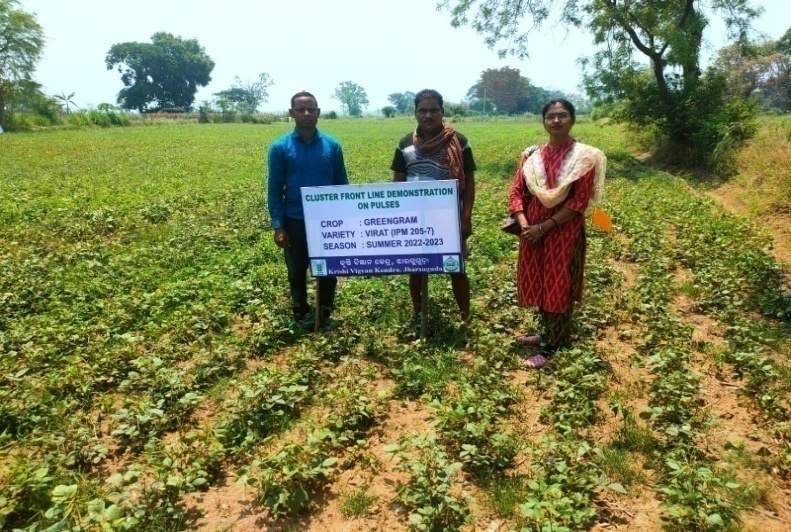 CLUSTER FRONT LINE DEMONSTRATION
ON PULSES
CROP : GREENGRAM
VARIETY : VIRAT (IPM 205-7)
SEASON : SUMMER 2022-2023
କୃଷି ବିଜ୍ଞାନ କେନ୍ଦ୍ର, ଝାରସୁଗୁଡ଼ା
Krishi Vigyan Kendra, Jharsuguda